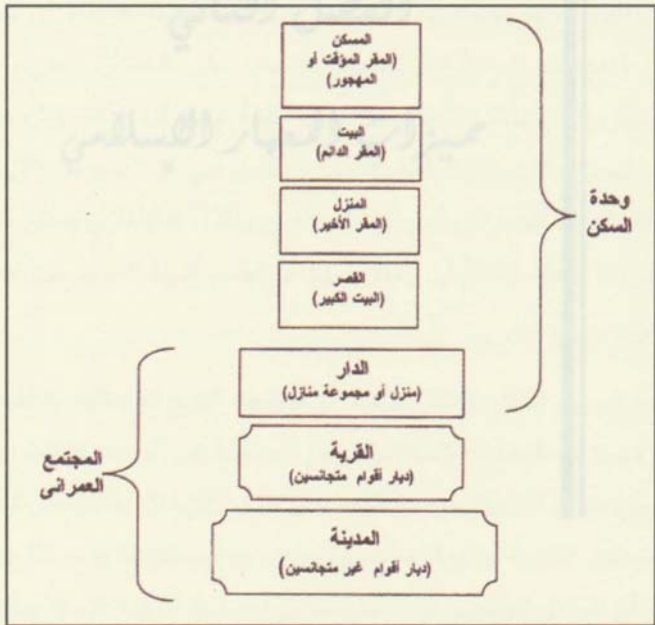 المسكن
(المقر المؤقت أو
المهجور)
البيت
(المقر الدائم)
المنزل
(المقر الأخير)
القصر
(البيت الكبير)
وحدة
السكن
الدار
(منزل أو مجموعة منازل)
القرية
(ديار أقوام متجانسين)
المدينة
(ديار أقوام غير متجانسين)
المجتمع
العمرانى